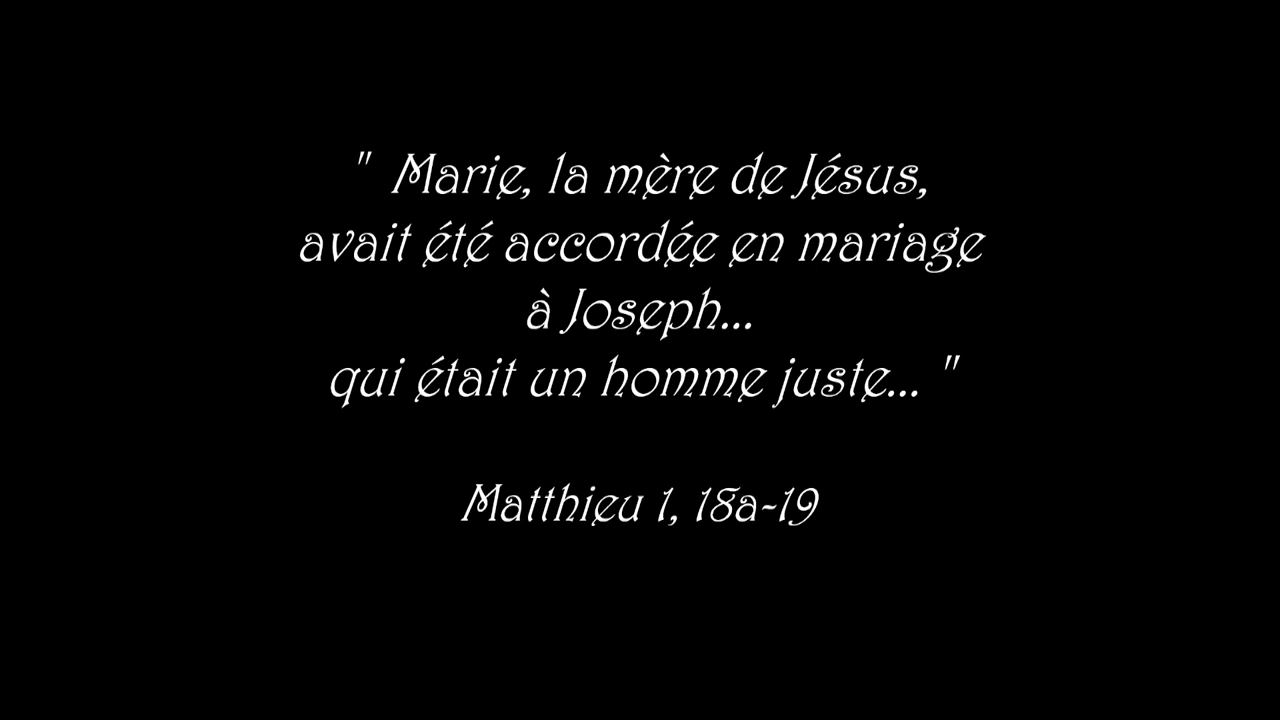 " Marie, la mère de Jésus,
avait été accordée en mariage
à Joseph...
qui était un homme juste... "
Matthieu 1, 18a-19